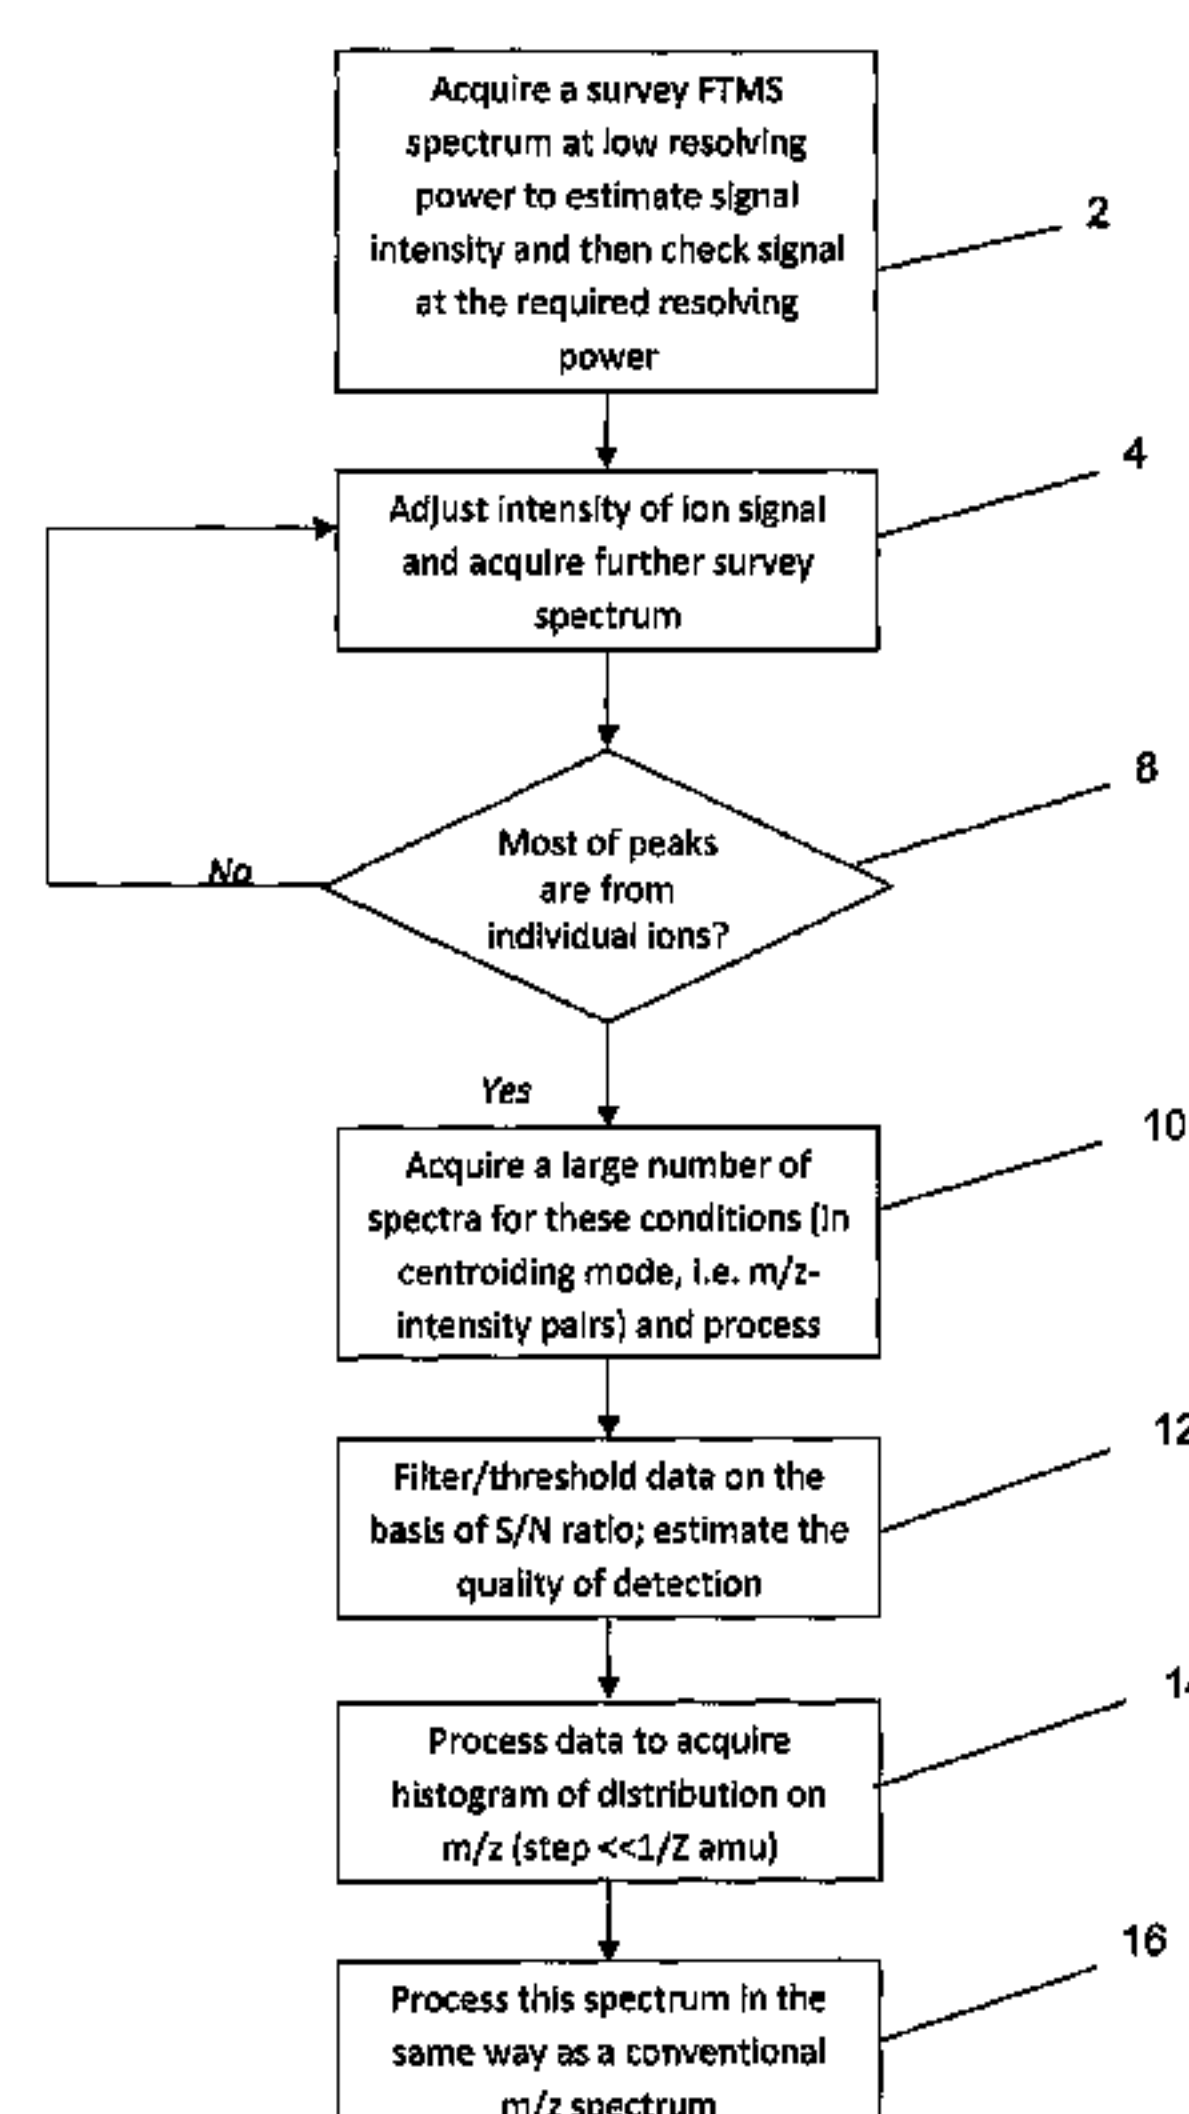 Acquire a survey FTMS
spectrum at low resolving
power to estimate signal
intensity and then check signal
at the required resolving
power
2
4
Adjust intensity of ion signal
and acquire further survey
spectrum
8
Most of peaks
are from
individual ions?
No
Yes
10
Acquire a large number of
spectra for these conditions (in
centroiding mode, i.e. m/z-
intensity pairs) and process
12
Filter/threshold data on the
basis of S/N ratio; estimate the
quality of detection
14
Process data to acquire
histogram of distribution on
m/z (step <<1/Z amu)
16
Process this spectrum in the
same way as a conventional
m/z spectrum